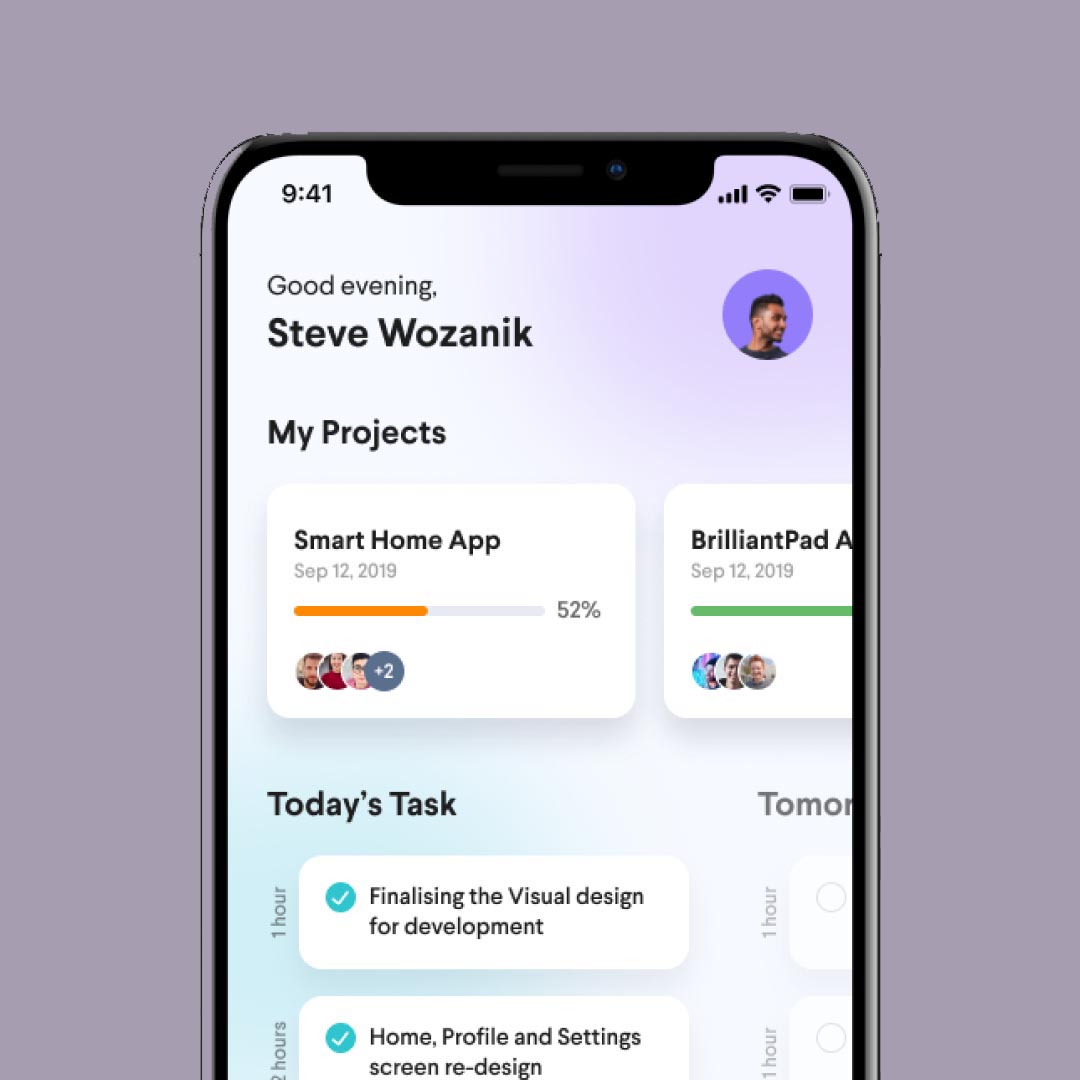 9:41
Good evening,
Steve Wozanik
My Projects
Smart Home App
Sep 12, 2019
52%
+2
BrilliantPad A
Sep 12, 2019
Today's Task
Tomor
1 hour
Finalising the Visual design
for development
1 hour
2 hours
Home, Profile and Settings
screen re-design
1 hour